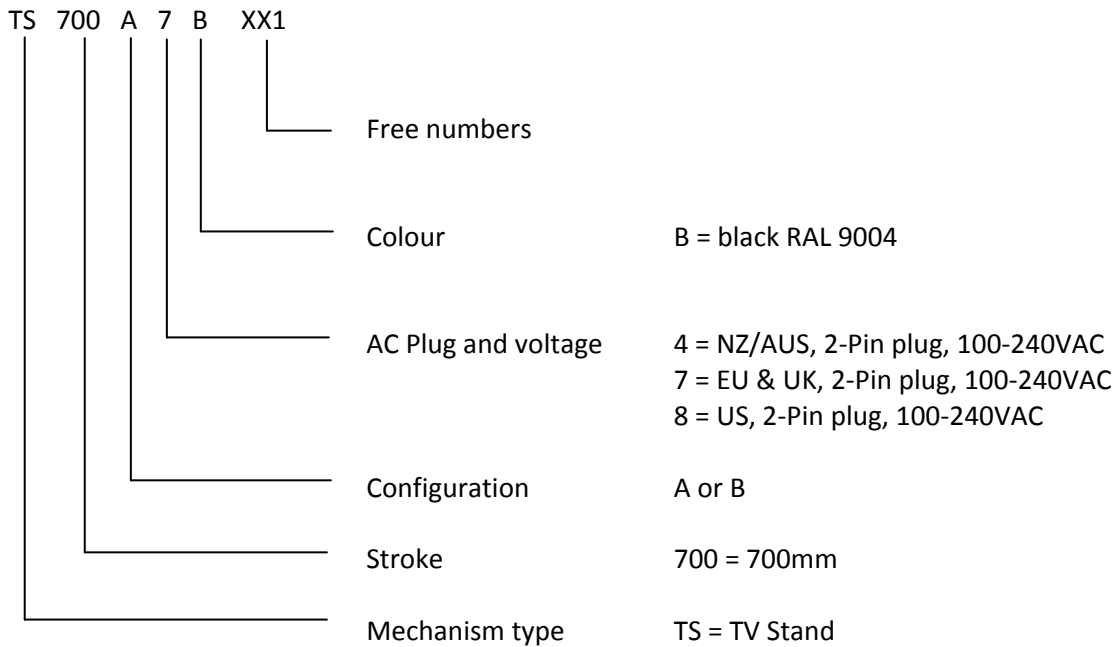 TS 700 A 7 B XX1
Free numbers
Colour B = black RAL 9004
AC Plug and voltage 4 = NZ/AUS, 2-Pin plug, 100-240VAC
7 = EU & UK, 2-Pin plug, 100-240VAC
8 = US, 2-Pin plug, 100-240VAC
Configuration A or B
Stroke 700 = 700mm
Mechanism type TS = TV Stand